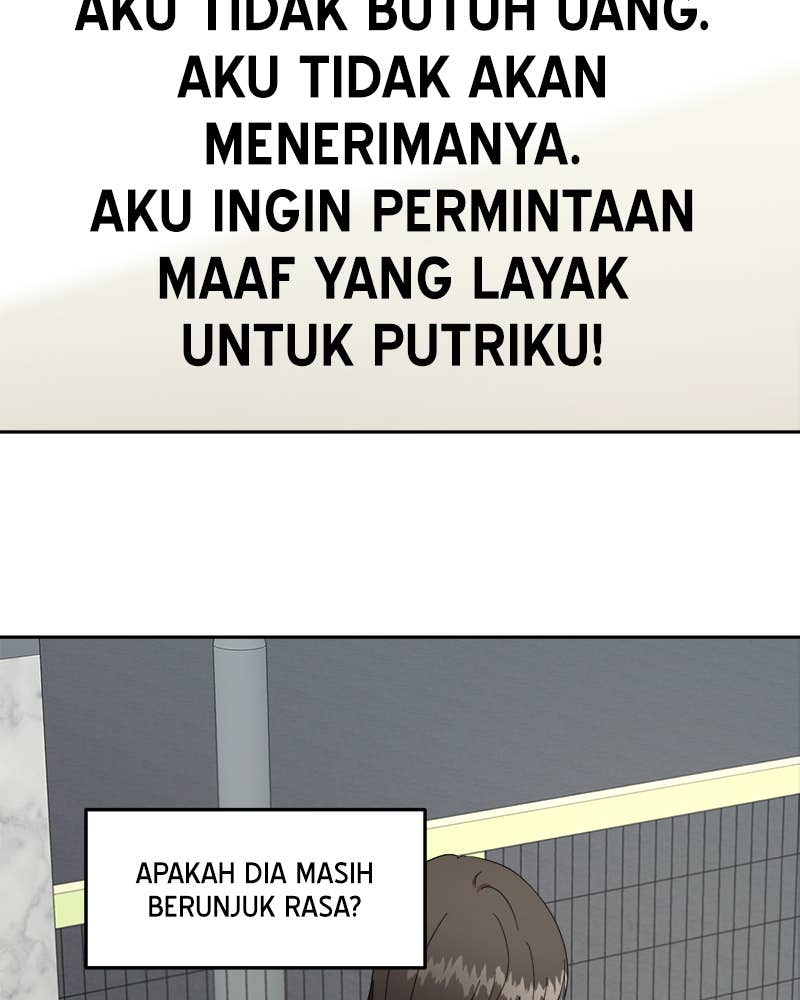 AKU TIDAK BUTUH UANG.
AKU TIDAK AKAN
MENERIMANYA.
AKU INGIN PERMINTAAN
MAAF YANG LAYAK
UNTUK PUTRIKU!
APAKAH DIA MASIH
BERUNJUK RASA?